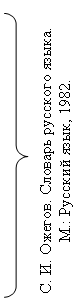 С. И. Ожегов. Словарь русского языка.
М.: Русский язык, 1982.